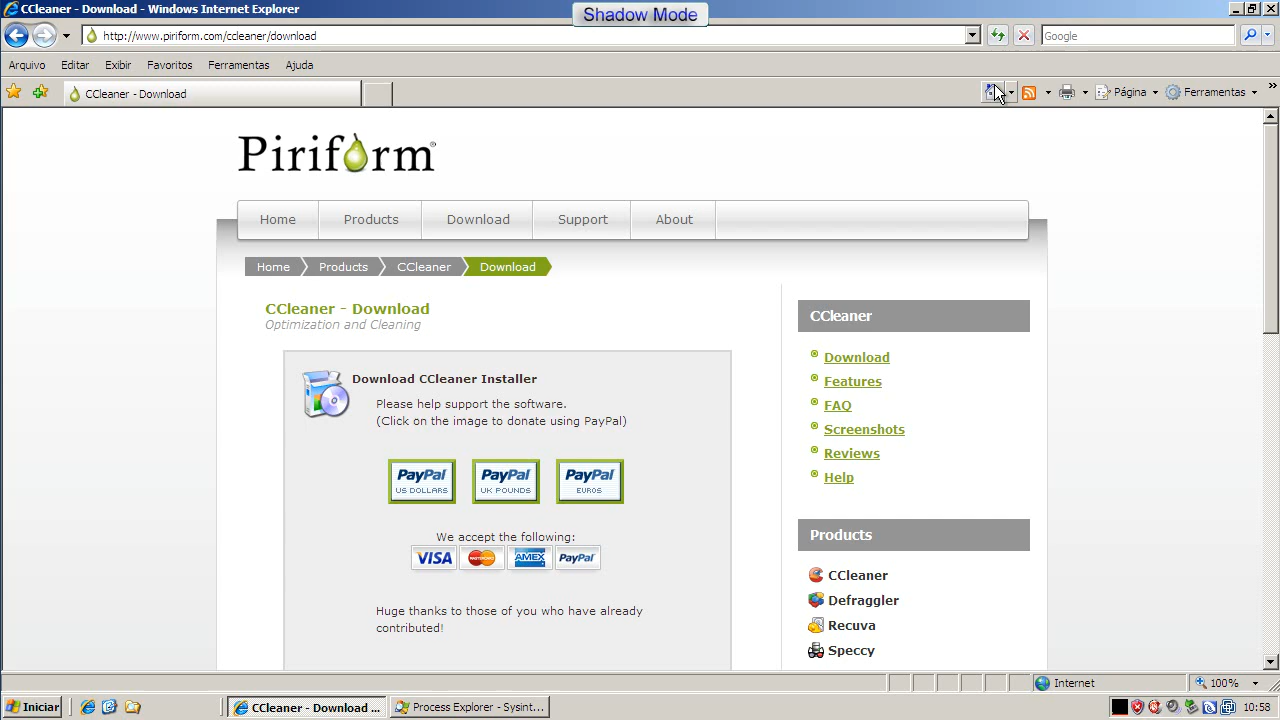 CCleaner - Download - Windows Internet Explorer
Shadow Mode
http://www.piriform.com/ccleaner/download
Google
Arquivo Editar Exibir Favoritos Ferramentas Ajuda
CCleaner - Download
Página Ferramentas »
Piriform®
Home Products Download Support About
Home Products CCleaner Download
CCleaner - Download
Optimization and Cleaning
Download CCleaner Installer
Please help support the software.
(Click on the image to donate using PayPal)
PayPal PayPal PayPal
US DOLLARS UK POUNDS EUROS
We accept the following:
VISA MasterCard AMEX PayPal
Huge thanks to those of you who have already
contributed!
CCleaner
Download
Features
FAQ
Screenshots
Reviews
Help
Products
CCleaner
Defraggler
Recuva
Speccy
Internet 100%
Iniciar CCleaner - Download ... Process Explorer - Sysint... 10:58